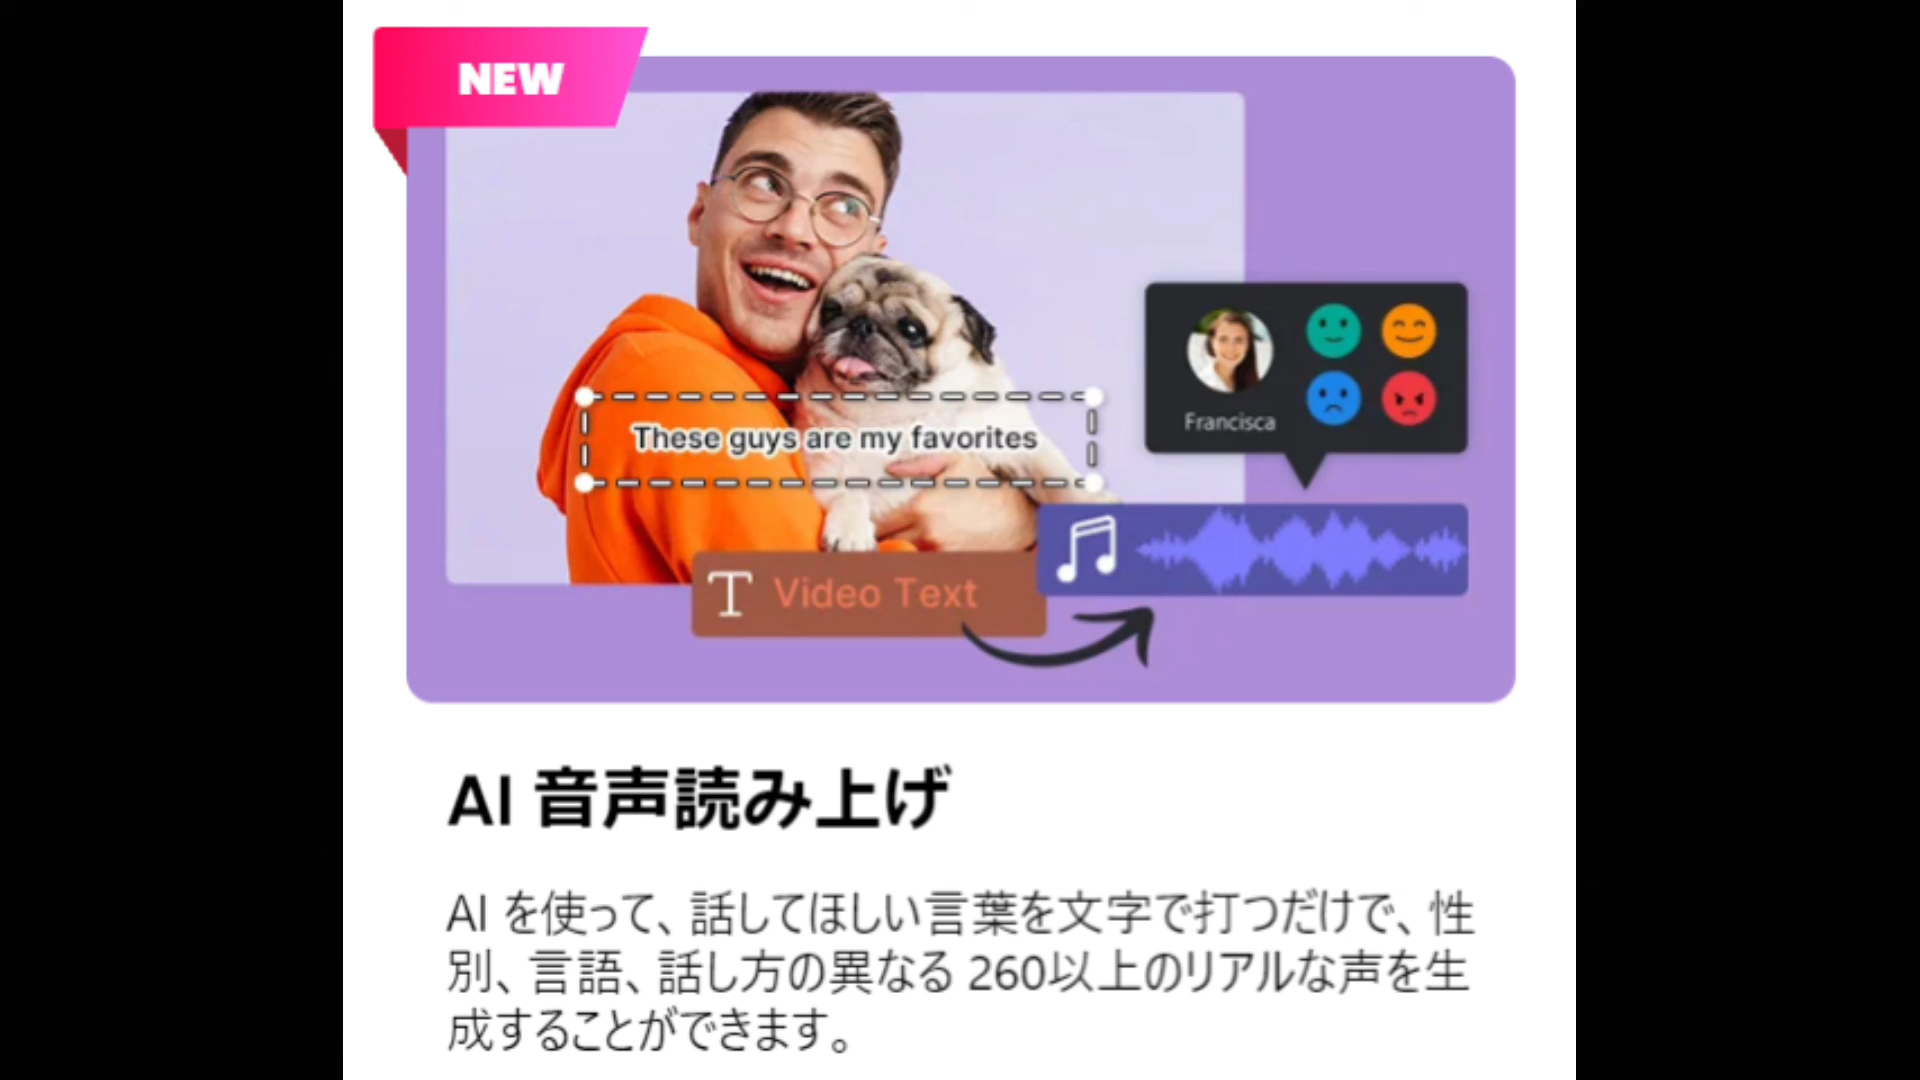 NEW
These guys are my favorites
Francisca
T Video Text
AI 音声読み上げ
AI を使って、話してほしい言葉を文字で打つだけで、性
別、言語、話し方の異なる 260以上のリアルな声を生
成することができます。